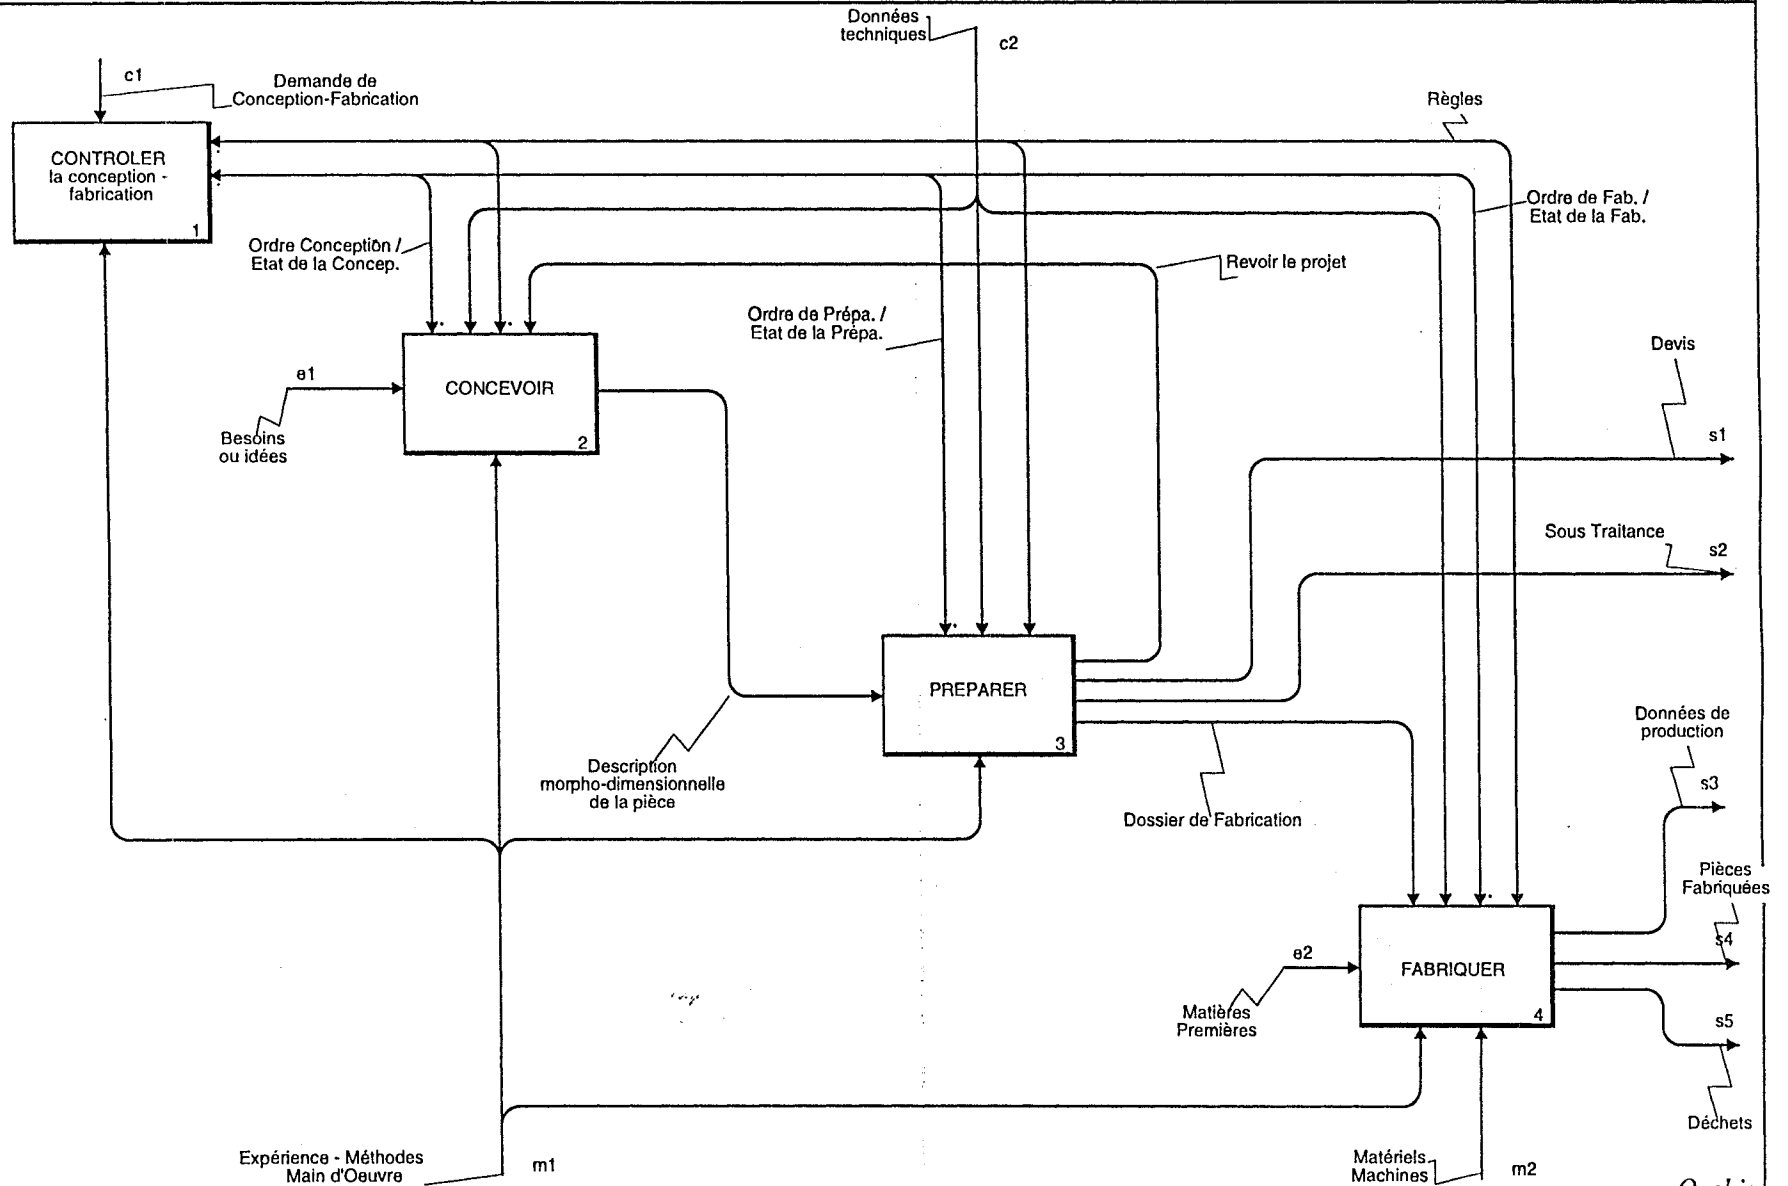 Données
techniques
c2
c1
Demande de
Conception-Fabrication
Règles
CONTROLER
la conception -
fabrication
1
Ordre de Fab. /
Etat de la Fab.
Ordre Conception /
Etat de la Concep.
Revoir le projet
Ordre de Prépa. /
Etat de la Prépa.
Devis
e1
CONCEVOIR
2
Besoins
ou idées
s1
Sous Traitance
s2
PREPARER
3
Données de
production
s3
Description
morpho-dimensionnelle
de la pièce
Dossier de Fabrication
Pièces
Fabriquées
s4
e2
FABRIQUER
4
Matières
Premières
s5
Déchets
Expérience - Méthodes
Main d'Oeuvre
m1
Matériels
Machines
m2